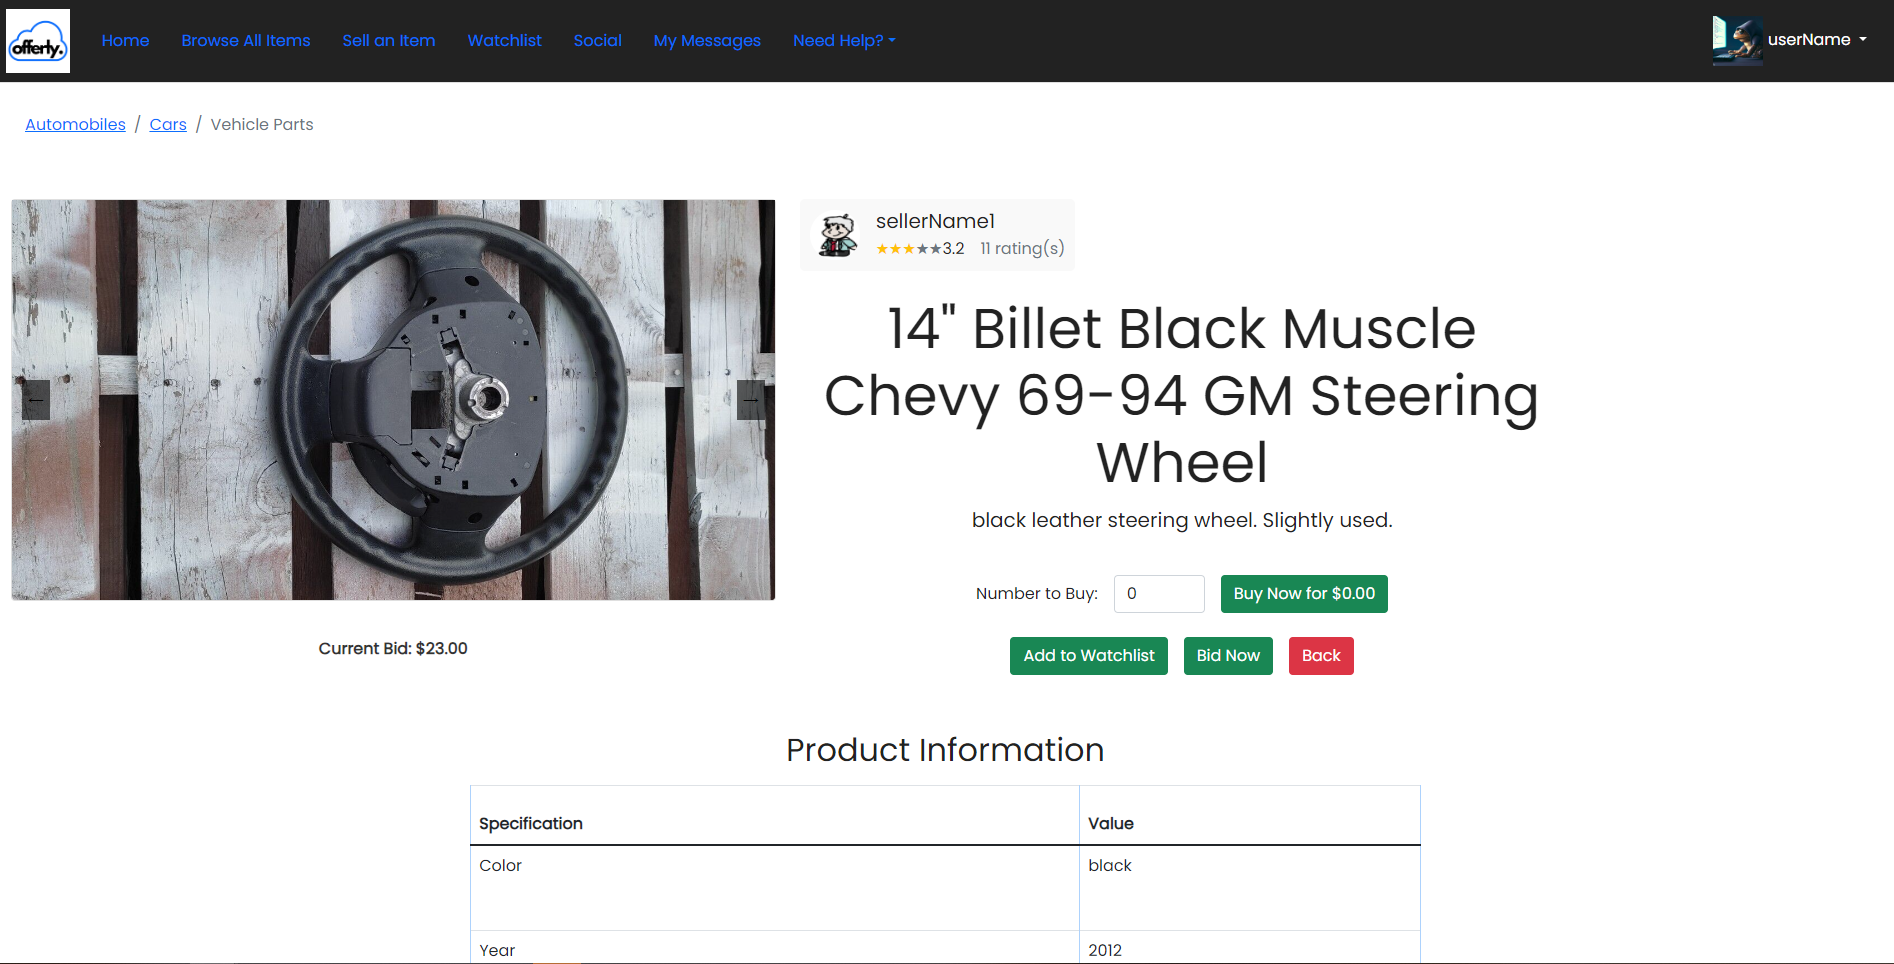 offerly.
Home
Browse All Items
Sell an Item
Watchlist
Social
My Messages
Need Help?
userName
Automobiles / Cars / Vehicle Parts
←
→
sellerName1
★★★★★3.2 11 rating(s)
14" Billet Black Muscle
Chevy 69-94 GM Steering
Wheel
black leather steering wheel. Slightly used.
Number to Buy: 0 Buy Now for $0.00
Current Bid: $23.00
Add to Watchlist Bid Now Back
Product Information
Specification Value
Color black
Year 2012